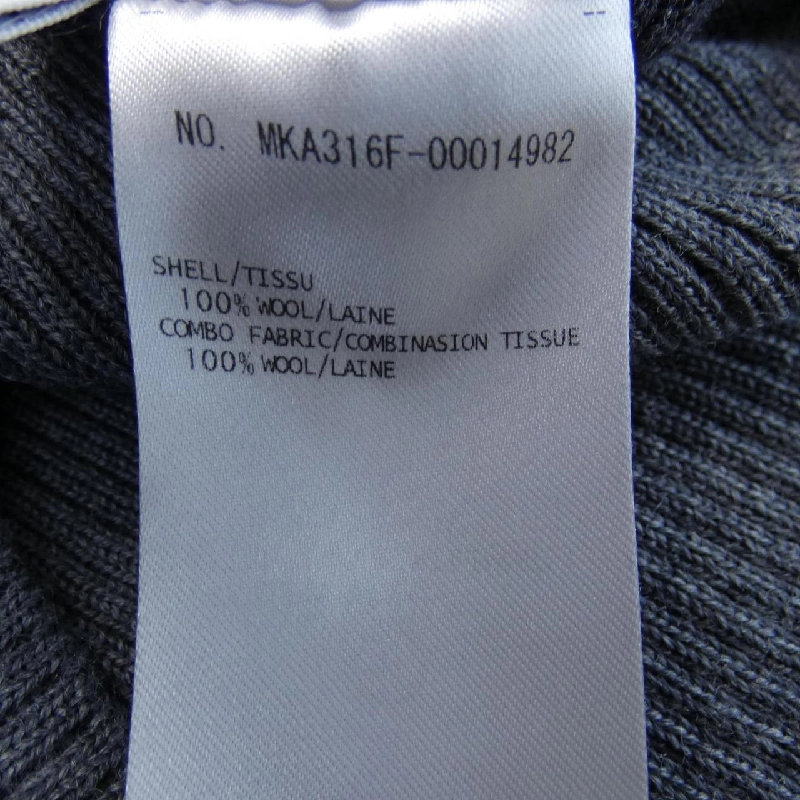 NO. MKA316F-00014982
SHELL/TISSU
100% WOOL/LAINE
COMBO FABRIC/COMBINASION TISSUE
100% WOOL/LAINE